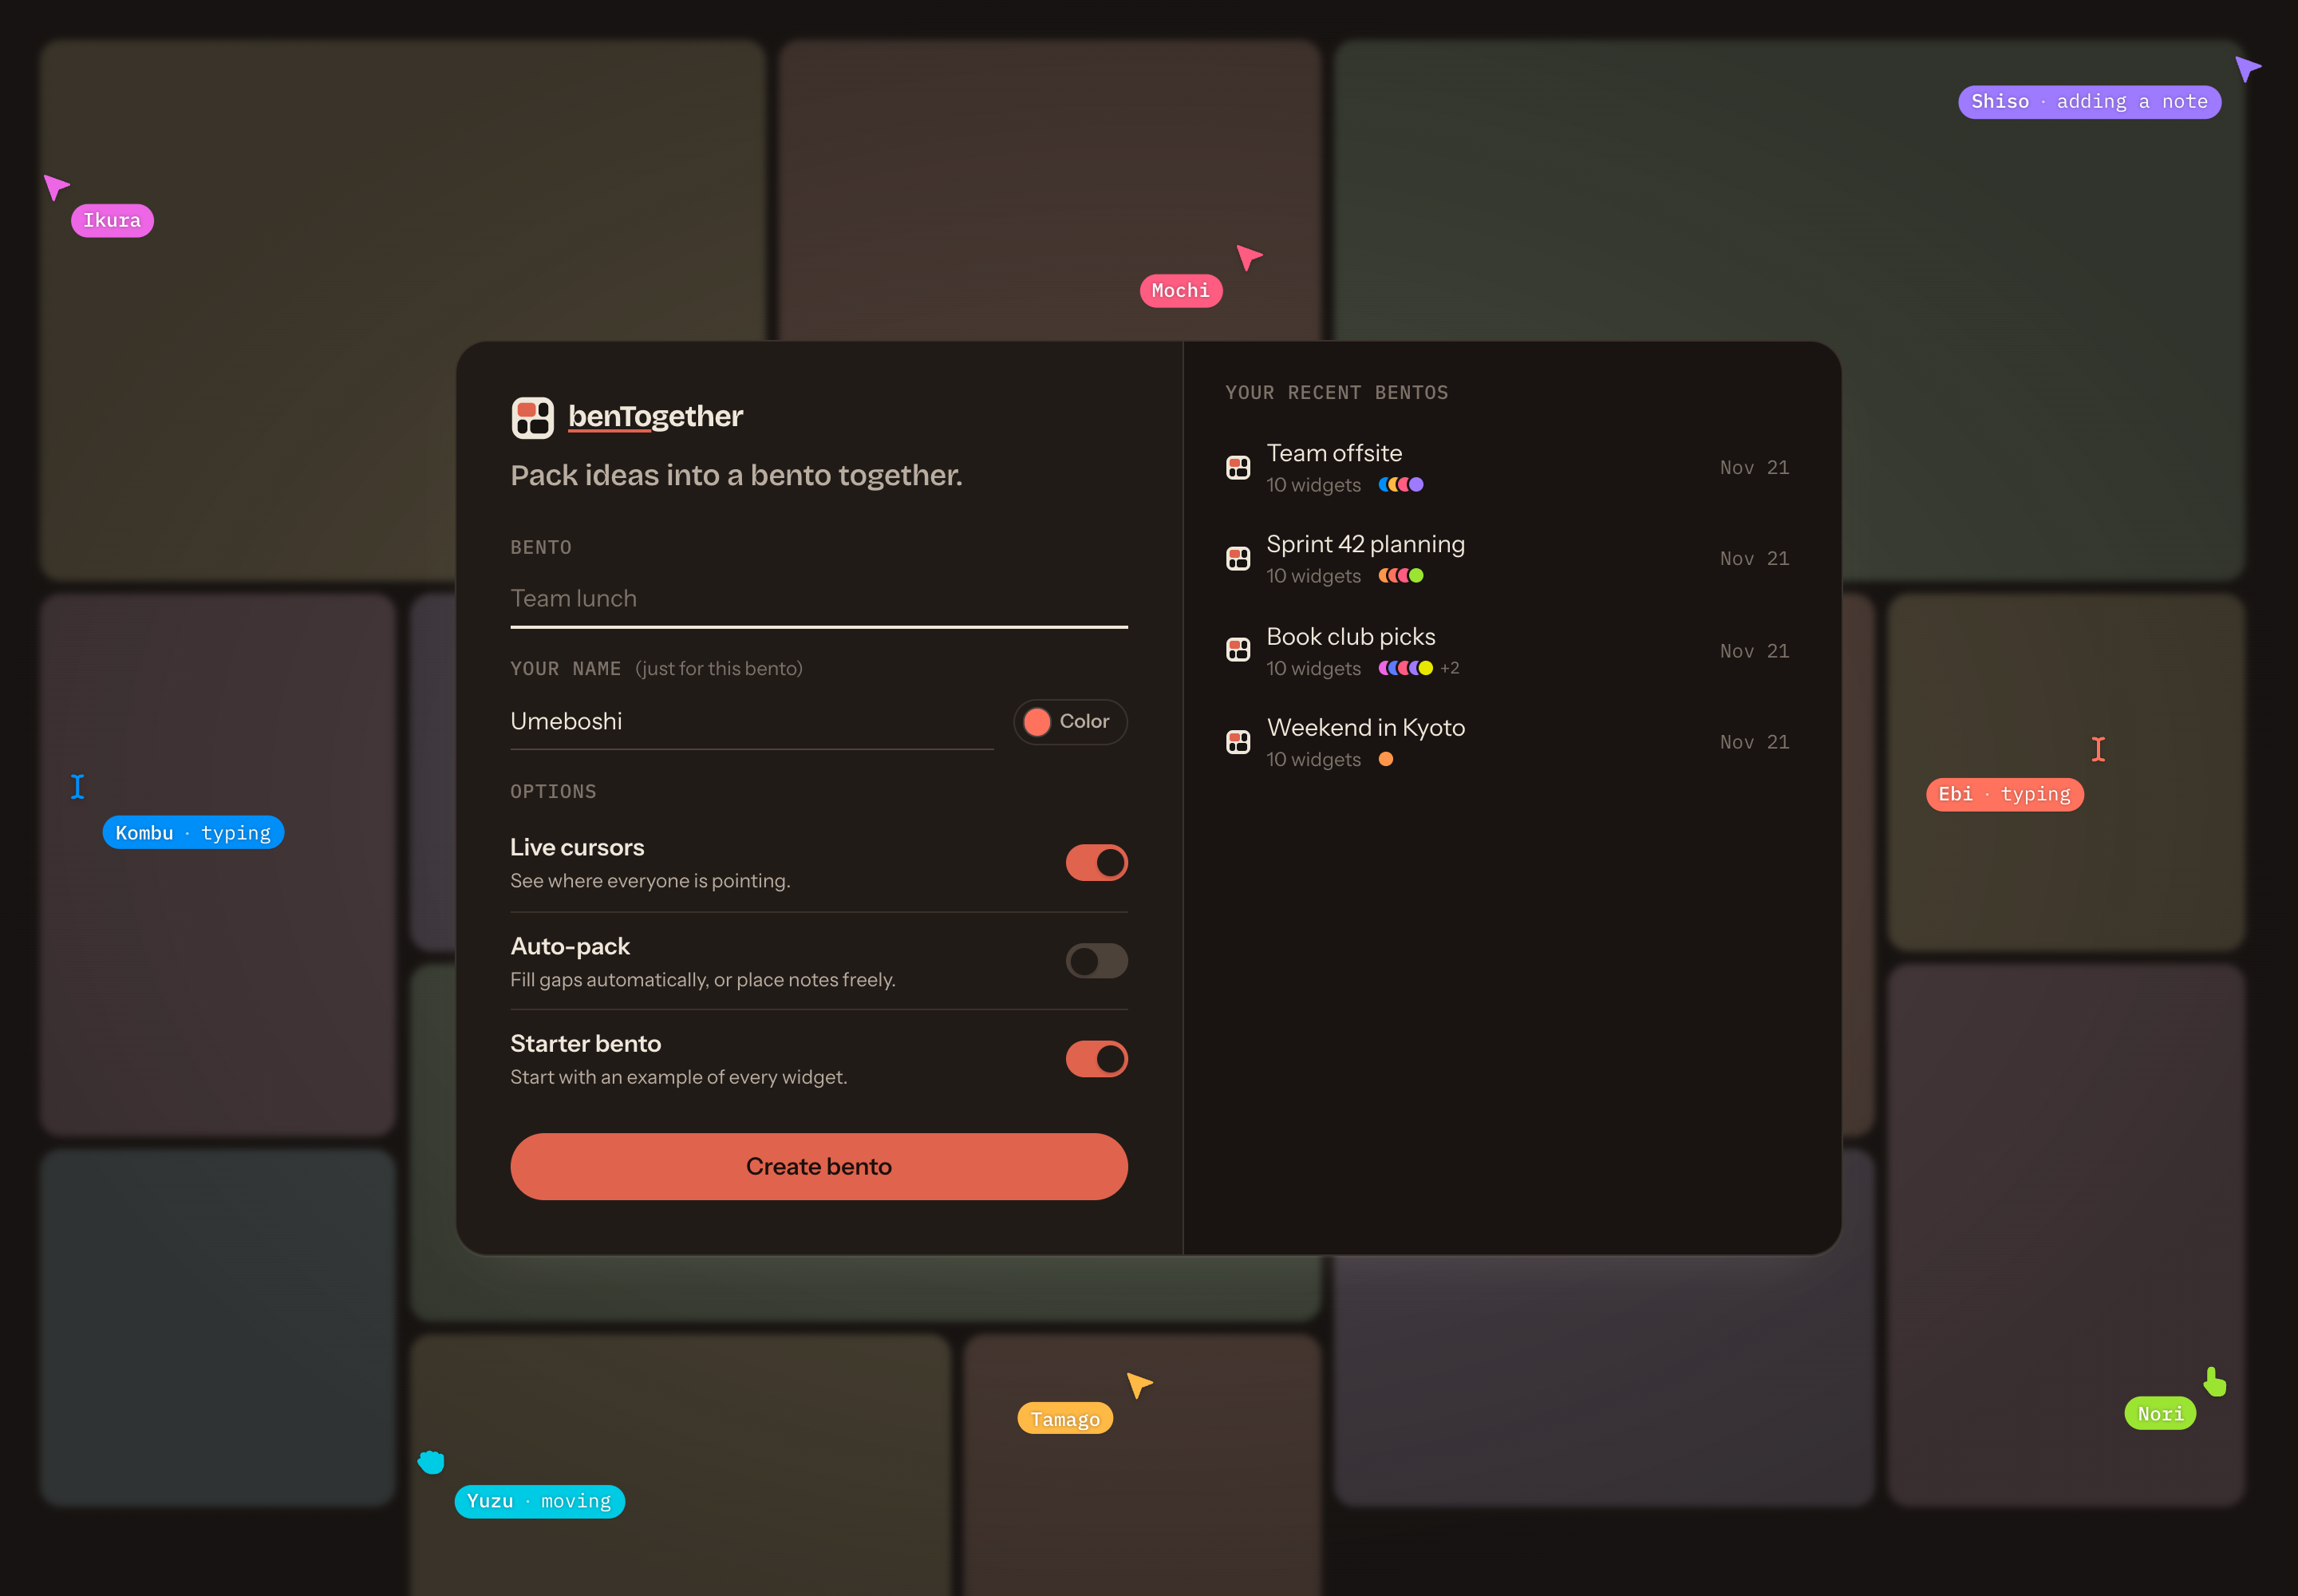 Shiso · adding a note
Ikura
Mochi
benTogether
Pack ideas into a bento together.
BENTO
Team lunch
YOUR NAME (just for this bento)
Umeboshi
Color
OPTIONS
Live cursors
See where everyone is pointing.
Auto-pack
Fill gaps automatically, or place notes freely.
Starter bento
Start with an example of every widget.
Create bento
YOUR RECENT BENTOS
Team offsite
10 widgets
Nov 21
Sprint 42 planning
10 widgets
Nov 21
Book club picks
10 widgets +2
Nov 21
Weekend in Kyoto
10 widgets
Nov 21
Kombu · typing
Ebi · typing
Tamago
Nori
Yuzu · moving